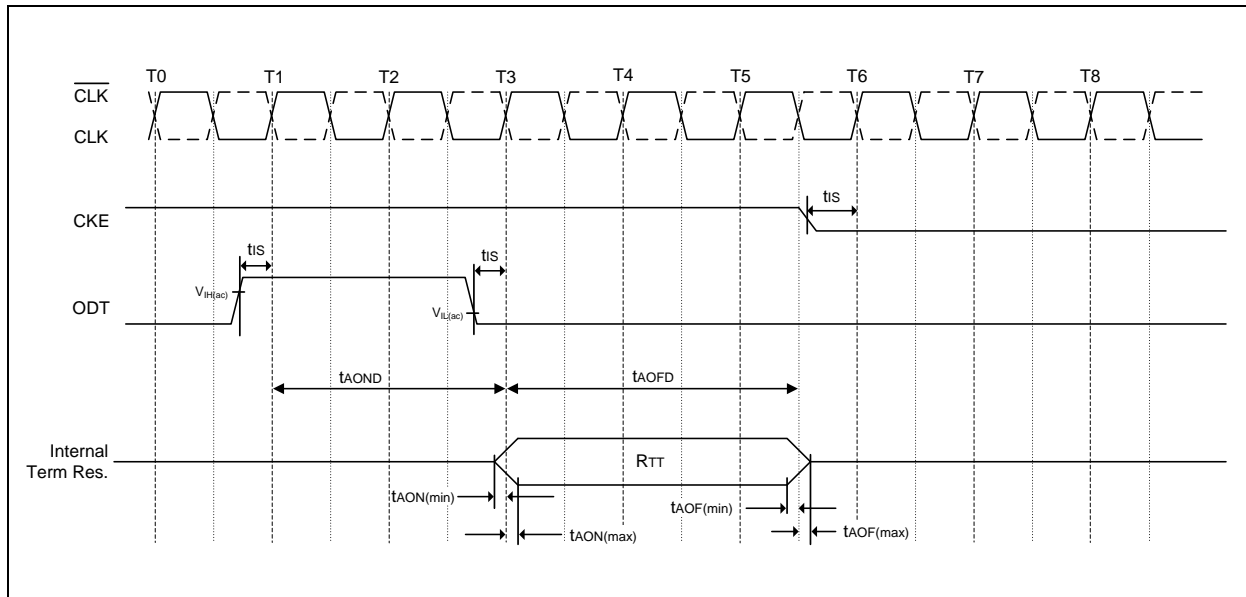 T0 T1 T2 T3 T4 T5 T6 T7 T8
CLK
CLK
tIS
CKE
tIS
tIS
VIH(ac)
ODT
VIL(ac)
tAOND
tAOFD
Internal
Term Res.
RTT
tAON(min)
tAOF(min)
tAON(max)
tAOF(max)